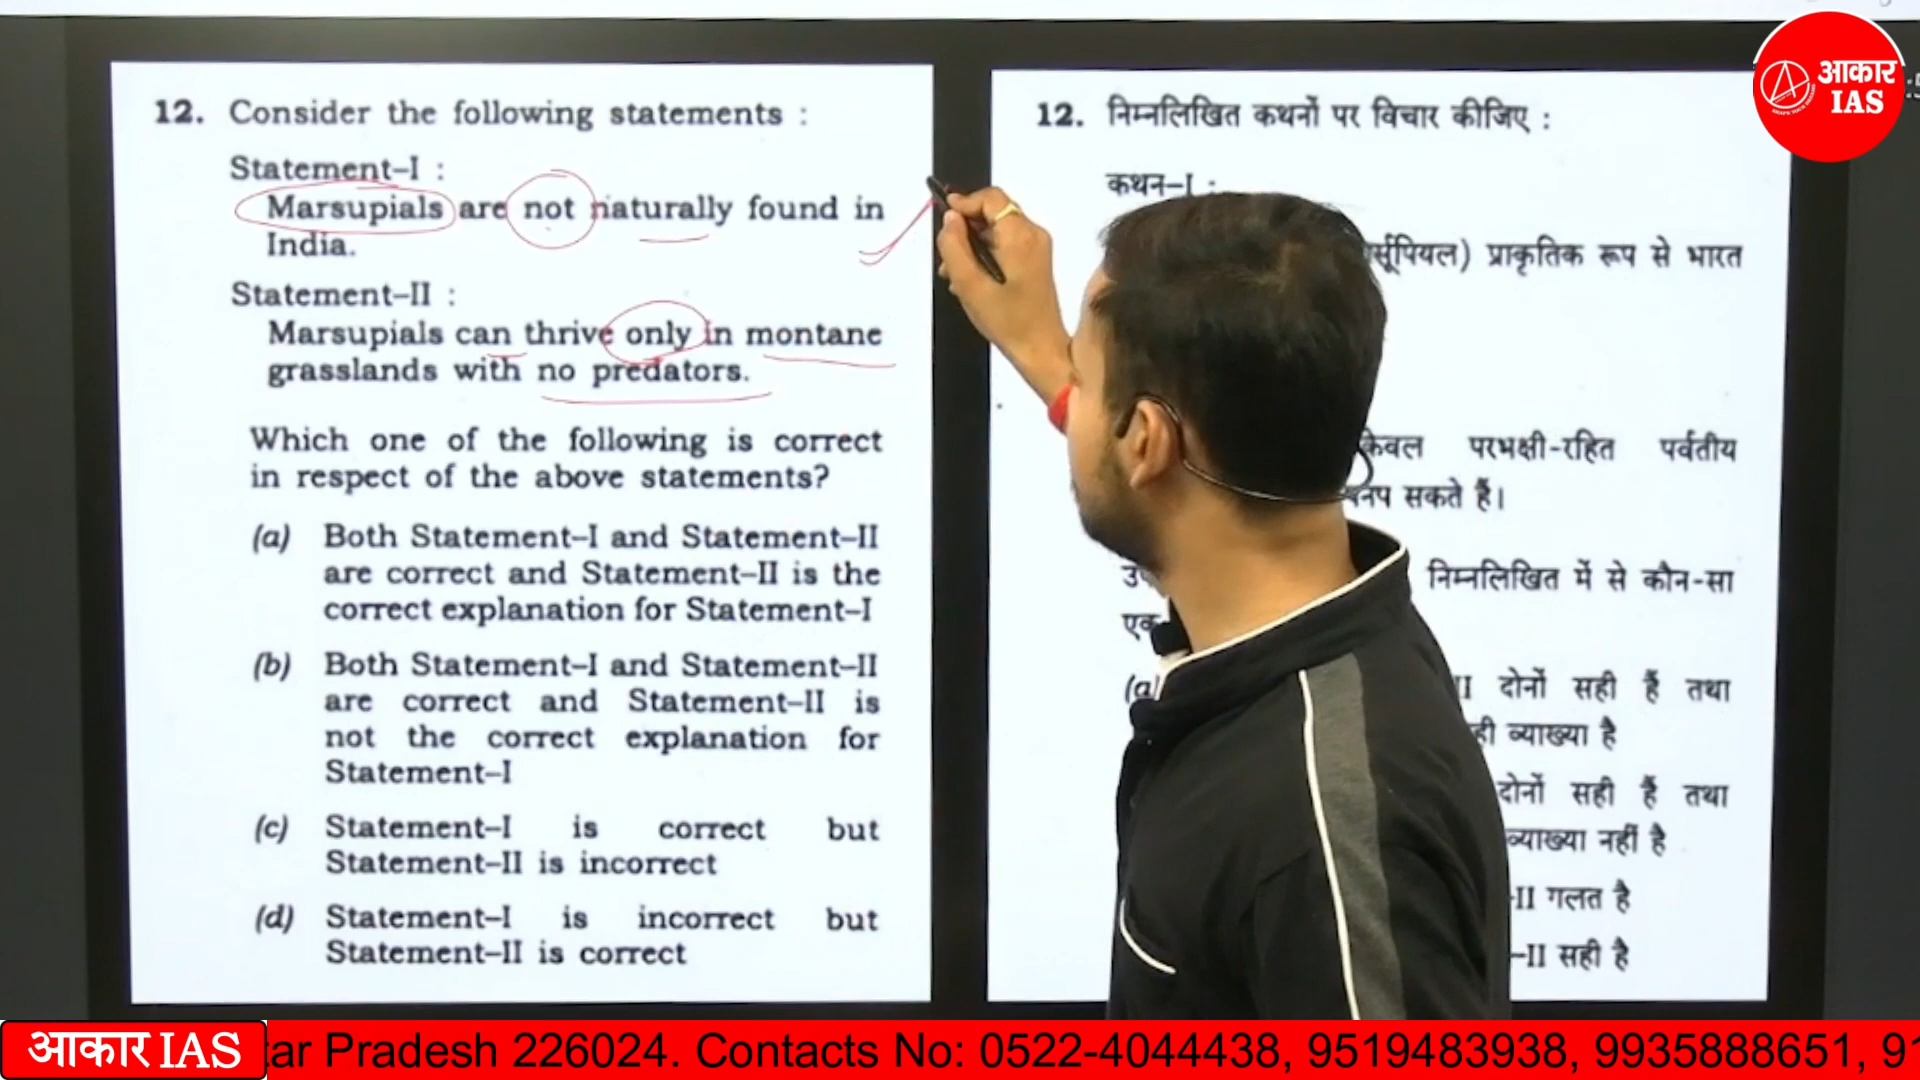 12. Consider the following statements :
Statement–I :
Marsupials are not naturally found in
India.
Statement–II :
Marsupials can thrive only in montane
grasslands with no predators.
Which one of the following is correct
in respect of the above statements?
(a) Both Statement–I and Statement–II
are correct and Statement–II is the
correct explanation for Statement–I
(b) Both Statement–I and Statement–II
are correct and Statement–II is
not the correct explanation for
Statement–I
(c) Statement–I is correct but
Statement–II is incorrect
(d) Statement–I is incorrect but
Statement–II is correct
12. निम्नलिखित कथनों पर विचार कीजिए :
कथन–I :
प्राकृतिक रूप से भारत
केवल परभक्षी-रहित पर्वतीय
सकते हैं।
निम्नलिखित में से कौन-सा
एक
(a) दोनों सही हैं तथा
व्याख्या है
दोनों सही हैं तथा
व्याख्या नहीं है
–II गलत है
–II सही है
आकार
IAS
आकार IAS
tar Pradesh 226024. Contacts No: 0522-4044438, 9519483938, 9935888651, 91